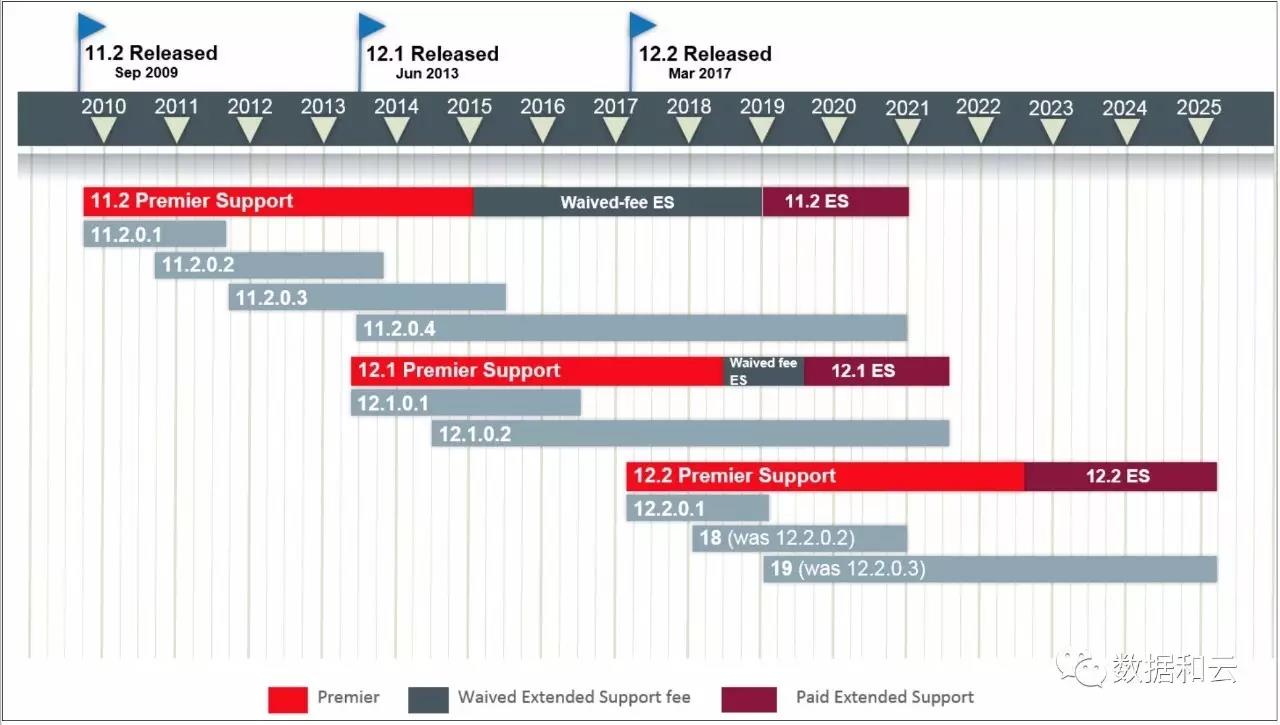 11.2 Released
Sep 2009
12.1 Released
Jun 2013
12.2 Released
Mar 2017
2010 2011 2012 2013 2014 2015 2016 2017 2018 2019 2020 2021 2022 2023 2024 2025
11.2 Premier Support Waived-fee ES 11.2 ES
11.2.0.1
11.2.0.2
11.2.0.3
11.2.0.4
12.1 Premier Support Waived fee
ES
12.1 ES
12.1.0.1
12.1.0.2
12.2 Premier Support 12.2 ES
12.2.0.1
18 (was 12.2.0.2)
19 (was 12.2.0.3)
数据和云
Premier Waived Extended Support fee Paid Extended Support